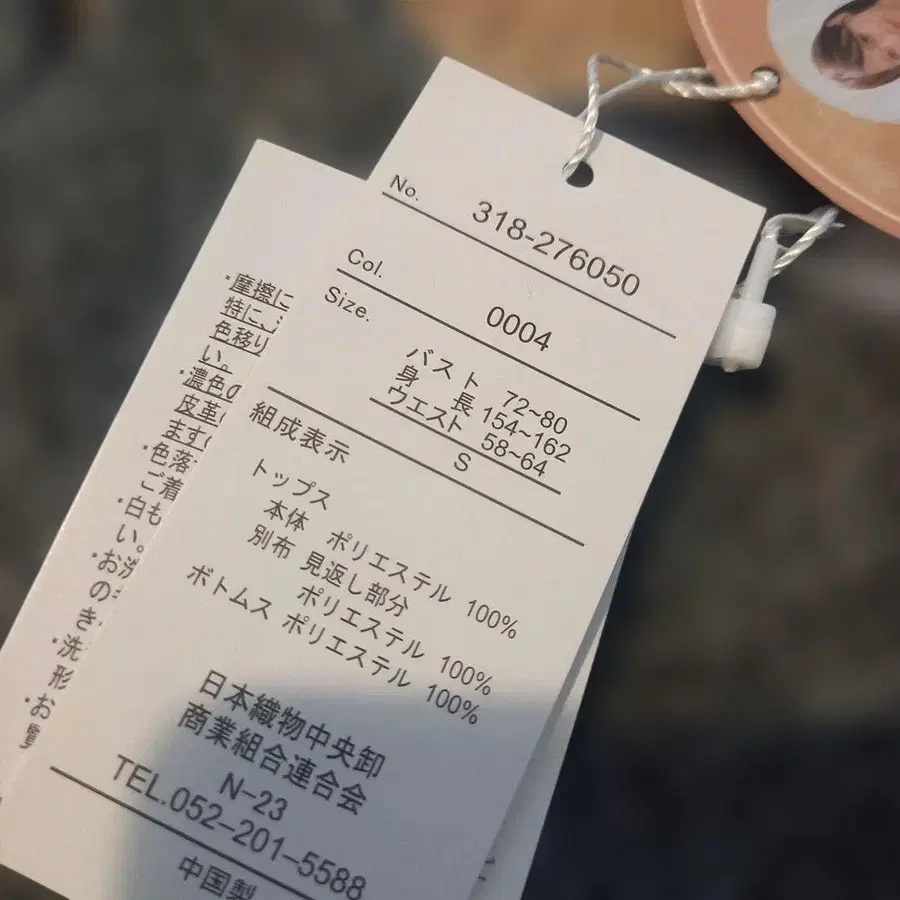 No. 318-276050
Col. 0004
Size.
バスト 72~80
身長 154~162
ウエスト 58~64
S
組成表示
トップス
本体 ポリエステル 100%
別布 見返し部分
ポリエステル 100%
ボトムス ポリエステル 100%
日本織物中央卸
商業組合連合会
N-23
TEL.052-201-5588
中国製
・摩擦に
特に、
色移り
い。
・濃色の
皮革
ます
・色落
ご着
・白も
い。
・お洗
の
き
・洗
形
・お